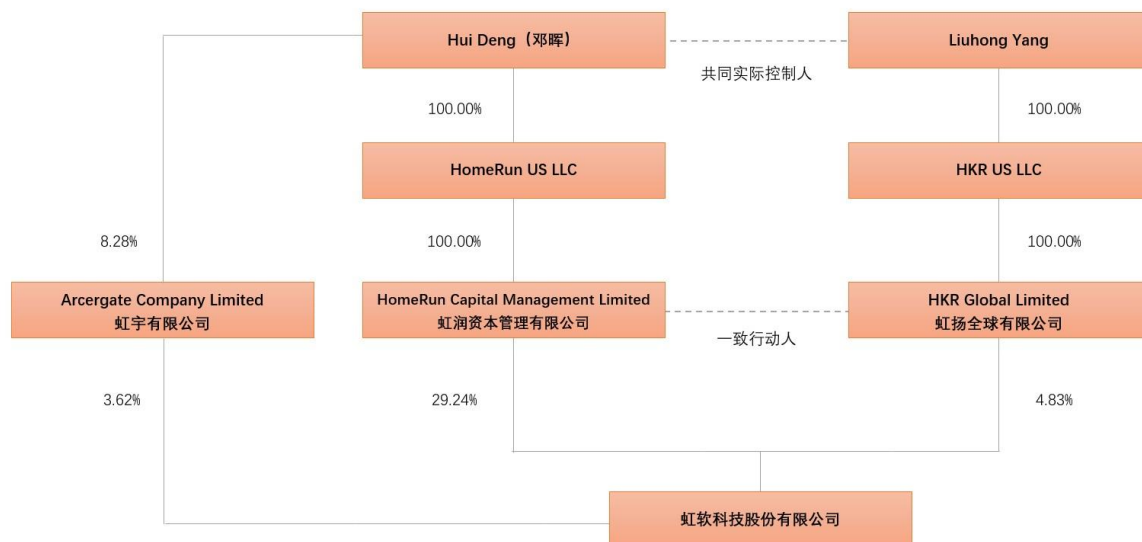 Hui Deng（邓晖）
Liuhong Yang
共同实际控制人
100.00%
100.00%
HomeRun US LLC
HKR US LLC
8.28%
100.00%
100.00%
Arcergate Company Limited
虹宇有限公司
HomeRun Capital Management Limited
虹润资本管理有限公司
HKR Global Limited
虹扬全球有限公司
一致行动人
3.62%
29.24%
4.83%
虹软科技股份有限公司